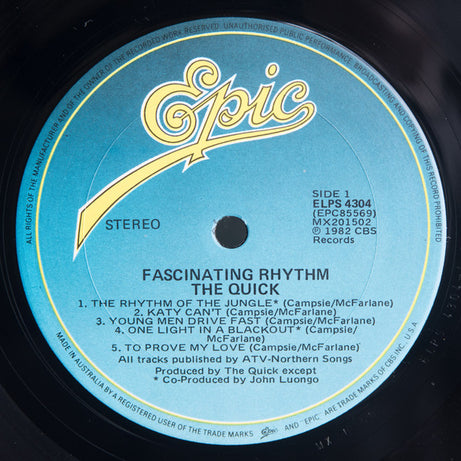 ALL RIGHTS OF THE MANUFACTURER AND OF THE OWNER OF THE RECORDED WORK RESERVED. UNAUTHORISED PUBLIC PERFORMANCE, BROADCASTING AND COPYING OF THIS RECORD PROHIBITED
Epic
SIDE 1
ELPS 4304
(EPC85569)
MX201502
℗ 1982 CBS
Records
STEREO
FASCINATING RHYTHM
THE QUICK
1. THE RHYTHM OF THE JUNGLE* (Campsie/McFarlane)
2. KATY CAN'T (Campsie/McFarlane)
3. YOUNG MEN DRIVE FAST (Campsie/McFarlane)
4. ONE LIGHT IN A BLACKOUT* (Campsie/
McFarlane)
5. TO PROVE MY LOVE (Campsie/McFarlane)
All tracks published by ATV-Northern Songs
Produced by The Quick except
* Co-Produced by John Luongo
MADE IN AUSTRALIA BY A REGISTERED USER OF THE TRADE MARKS Epic AND "EPIC" ARE TRADE MARKS OF CBS INC. U.S.A.